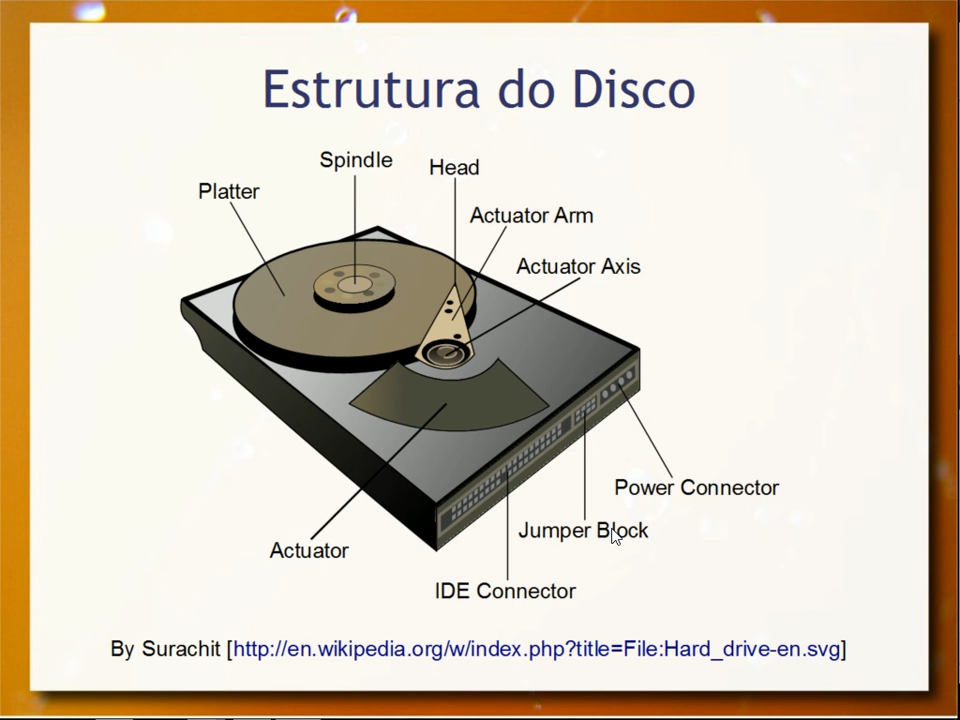 Estrutura do Disco
Spindle
Head
Platter
Actuator Arm
Actuator Axis
Power Connector
Jumper Block
Actuator
IDE Connector
By Surachit [http://en.wikipedia.org/w/index.php?title=File:Hard_drive-en.svg]